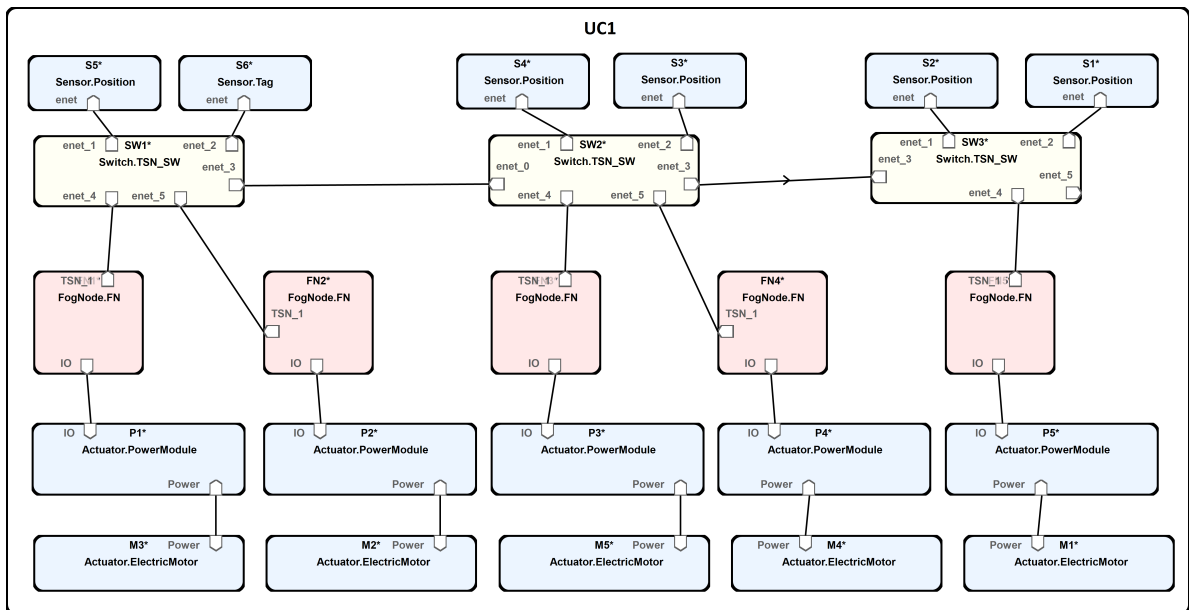 UC1
S5*
Sensor.Position
enet
S6*
Sensor.Tag
enet
S4*
Sensor.Position
enet
S3*
Sensor.Position
enet
S2*
Sensor.Position
enet
S1*
Sensor.Position
enet
enet_1 SW1* enet_2
Switch.TSN_SW
enet_3
enet_4 enet_5
enet_1 SW2* enet_2
Switch.TSN_SW
enet_0 enet_3
enet_4 enet_5
enet_1 SW3* enet_2
enet_3 Switch.TSN_SW
enet_5
enet_4
TSN_1
FogNode.FN
IO
FN2*
FogNode.FN
TSN_1
IO
TSN_1
FogNode.FN
IO
FN4*
FogNode.FN
TSN_1
IO
TSN_1
FogNode.FN
IO
IO P1*
Actuator.PowerModule
Power
IO P2*
Actuator.PowerModule
Power
IO P3*
Actuator.PowerModule
Power
IO P4*
Actuator.PowerModule
Power
IO P5*
Actuator.PowerModule
Power
M3* Power
Actuator.ElectricMotor
M2* Power
Actuator.ElectricMotor
M5* Power
Actuator.ElectricMotor
Power M4*
Actuator.ElectricMotor
Power M1*
Actuator.ElectricMotor